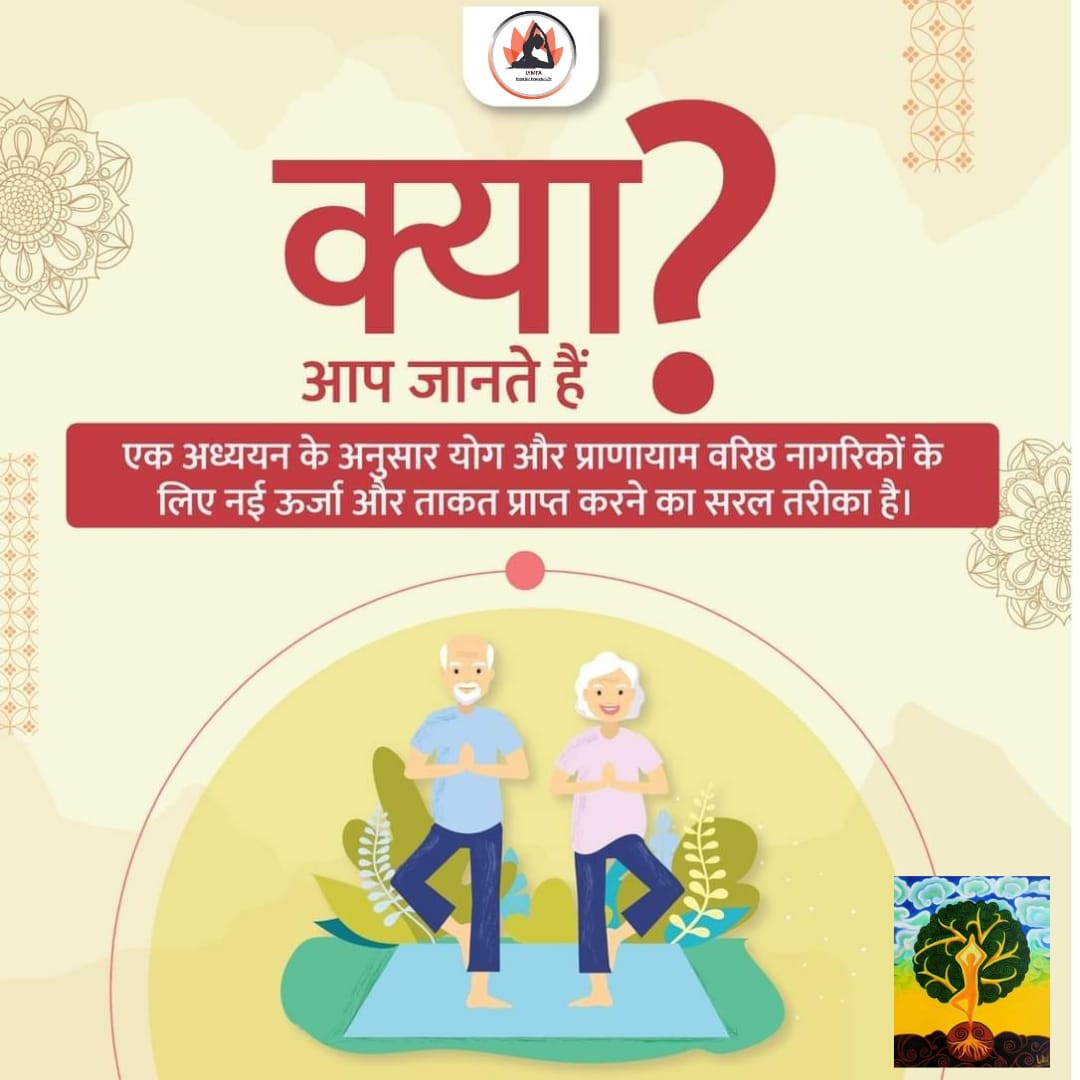 क्या?
आप जानते हैं
एक अध्ययन के अनुसार योग और प्राणायाम वरिष्ठ नागरिकों के
लिए नई ऊर्जा और ताकत प्राप्त करने का सरल तरीका है।